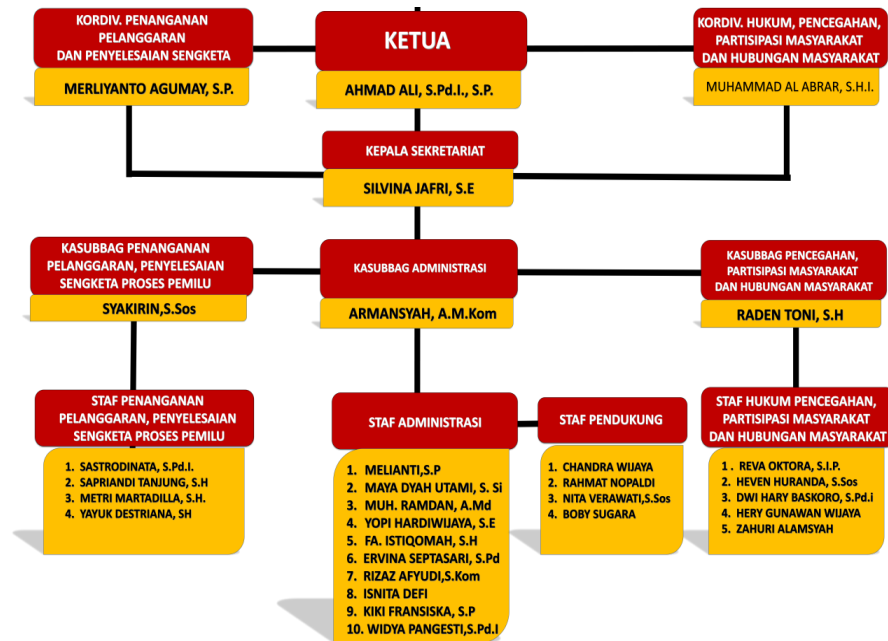 KORDIV. PENANGANAN
PELANGGARAN
DAN PENYELESAIAN SENGKETA
MERLIYANTO AGUMAY, S.P.
KETUA
AHMAD ALI, S.Pd.I., S.P.
KORDIV. HUKUM, PENCEGAHAN,
PARTISIPASI MASYARAKAT
DAN HUBUNGAN MASYARAKAT
MUHAMMAD AL ABRAR, S.H.I.
KEPALA SEKRETARIAT
SILVINA JAFRI, S.E
KASUBBAG PENANGANAN
PELANGGARAN, PENYELESAIAN
SENGKETA PROSES PEMILU
SYAKIRIN,S.Sos
KASUBBAG ADMINISTRASI
ARMANSYAH, A.M.Kom
KASUBBAG PENCEGAHAN,
PARTISIPASI MASYARAKAT
DAN HUBUNGAN MASYARAKAT
RADEN TONI, S.H
STAF PENANGANAN
PELANGGARAN, PENYELESAIAN
SENGKETA PROSES PEMILU
1. SASTRODINATA, S.Pd.I.
2. SAPRIANDI TANJUNG, S.H
3. METRI MARTADILLA, S.H.
4. YAYUK DESTRIANA, SH
STAF ADMINISTRASI
1. MELIANTI,S.P
2. MAYA DYAH UTAMI, S. Si
3. MUH. RAMDAN, A.Md
4. YOPI HARDIWIJAYA, S.E
5. FA. ISTIQOMAH, S.H
6. ERVINA SEPTASARI, S.Pd
7. RIZAZ AFYUDI,S.Kom
8. ISNITA DEFI
9. KIKI FRANSISKA, S.P
10. WIDYA PANGESTI,S.Pd.I
STAF PENDUKUNG
1. CHANDRA WIJAYA
2. RAHMAT NOPALDI
3. NITA VERAWATI,S.Sos
4. BOBY SUGARA
STAF HUKUM PENCEGAHAN,
PARTISIPASI MASYARAKAT
DAN HUBUNGAN MASYARAKAT
1 . REVA OKTORA, S.I.P.
2. HEVEN HURANDA, S.Sos
3. DWI HARY BASKORO, S.Pd.i
4. HERY GUNAWAN WIJAYA
5. ZAHURI ALAMSYAH